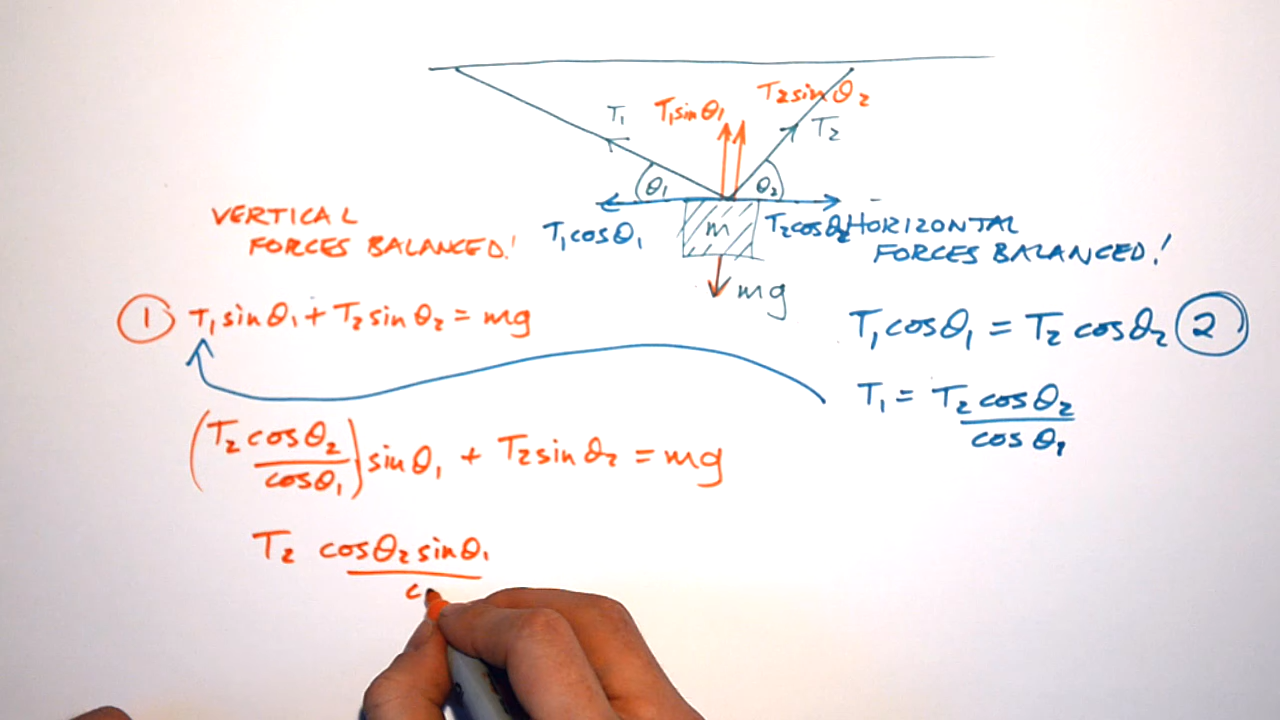 T₂sinθ₂
T₁ T₁sinθ₁ T₂
θ₁ θ₂
T₁cosθ₁ m T₂cosθ₂
mg
VERTICAL
FORCES BALANCED!
① T₁sinθ₁ + T₂sinθ₂ = mg
(T₂cosθ₂/cosθ₁)sinθ₁ + T₂sinθ₂ = mg
T₂ cosθ₂sinθ₁
c
HORIZONTAL
FORCES BALANCED!
T₁cosθ₁ = T₂cosθ₂ ②
T₁ = T₂cosθ₂/cosθ₁